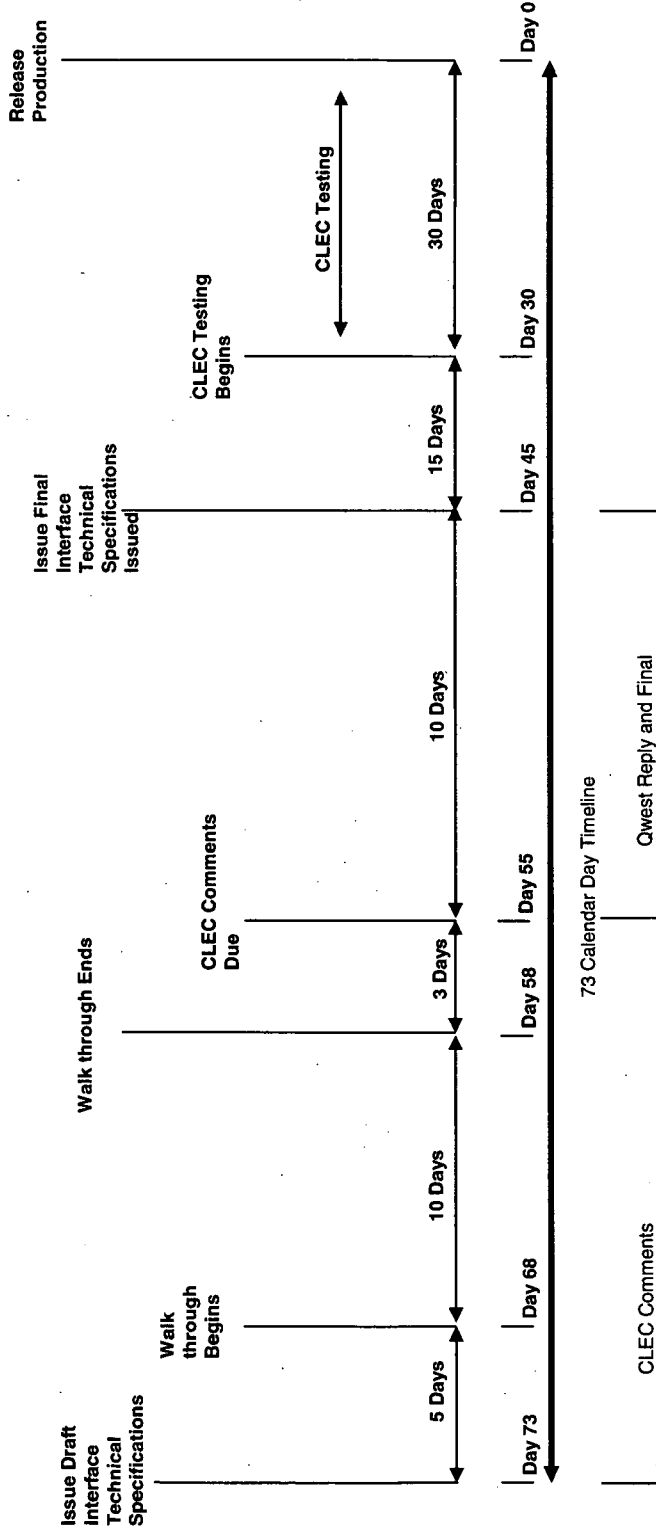 Issue Draft
Interface
Technical
Specifications
Walk
through
Begins
Walk through Ends
CLEC Comments
Due
Issue Final
Interface
Technical
Specifications
Issued
CLEC Testing
Begins
Release
Production
CLEC Testing
5 Days
10 Days
3 Days
10 Days
15 Days
30 Days
Day 73
Day 68
Day 58
Day 55
Day 45
Day 30
Day 0
73 Calendar Day Timeline
CLEC Comments
Qwest Reply and Final